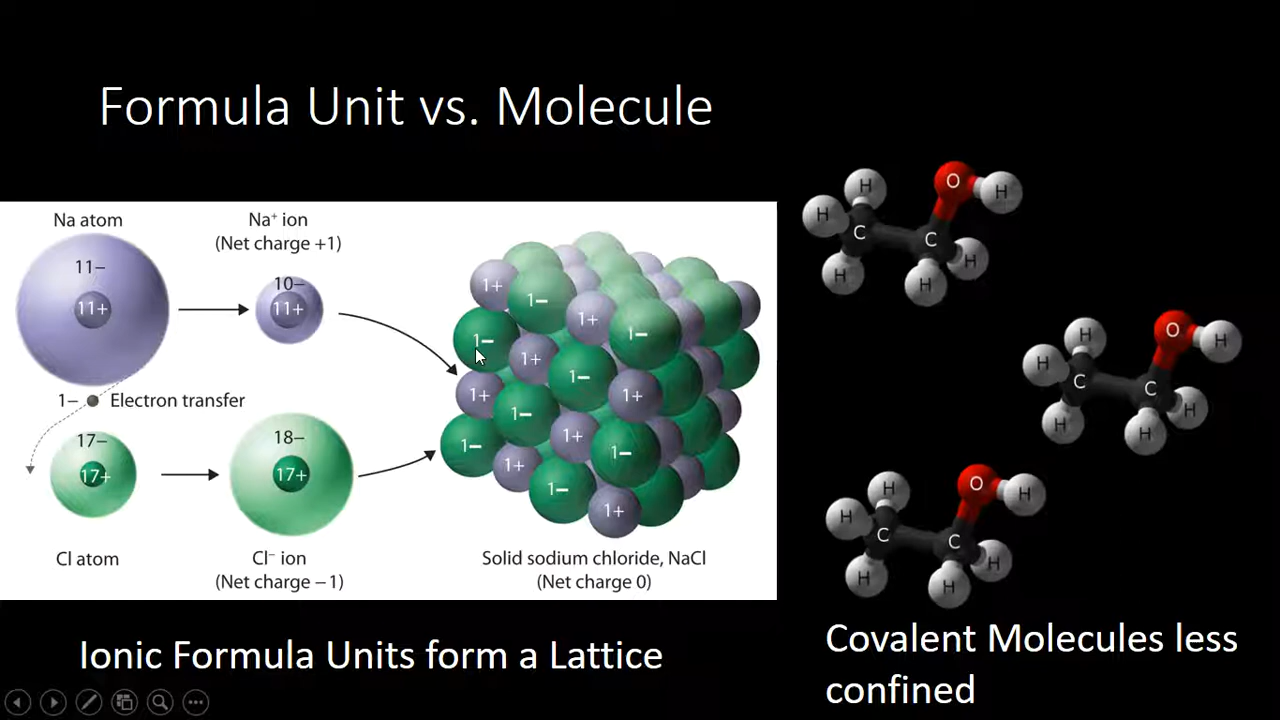 Formula Unit vs. Molecule
Na atom
Na⁺ ion
(Net charge +1)
11−
11+
10−
11+
1−
Electron transfer
17−
17+
18−
17+
Cl atom
Cl⁻ ion
(Net charge −1)
1+
1−
1+
1−
1−
1+
1−
1+
1+
1−
1−
1+
1−
1+
1−
1+
Solid sodium chloride, NaCl
(Net charge 0)
Ionic Formula Units form a Lattice
H
O
H
H
C
C
H
H
H
H
O
H
H
C
C
H
H
H
H
O
H
H
C
C
H
H
H
Covalent Molecules less
confined